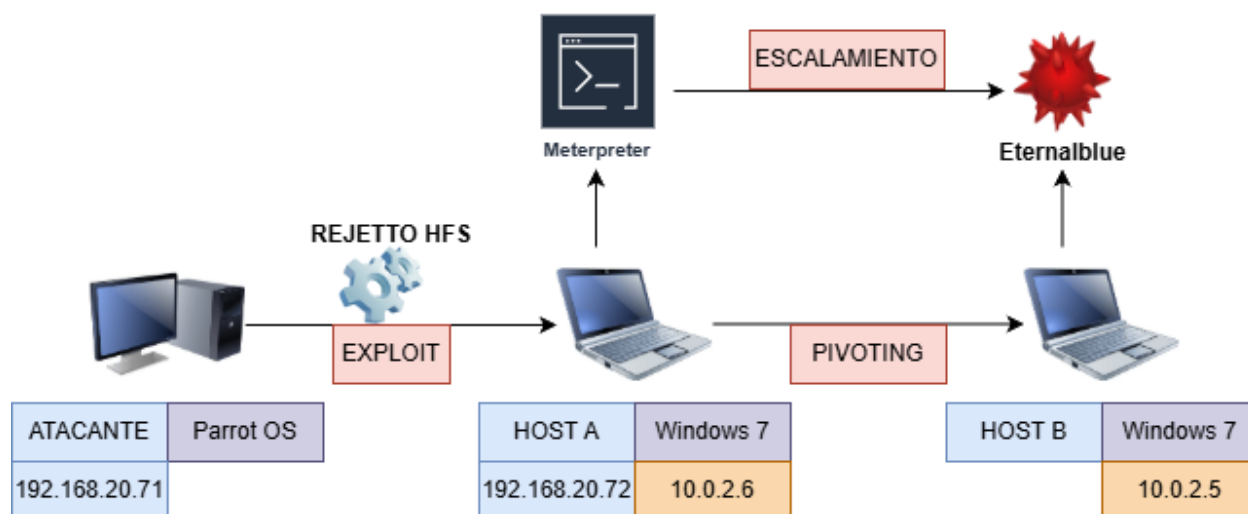 ESCALAMIENTO
Meterpreter
Eternalblue
REJETTO HFS
EXPLOIT
PIVOTING
ATACANTE Parrot OS
192.168.20.71
HOST A Windows 7
192.168.20.72 10.0.2.6
HOST B Windows 7
10.0.2.5